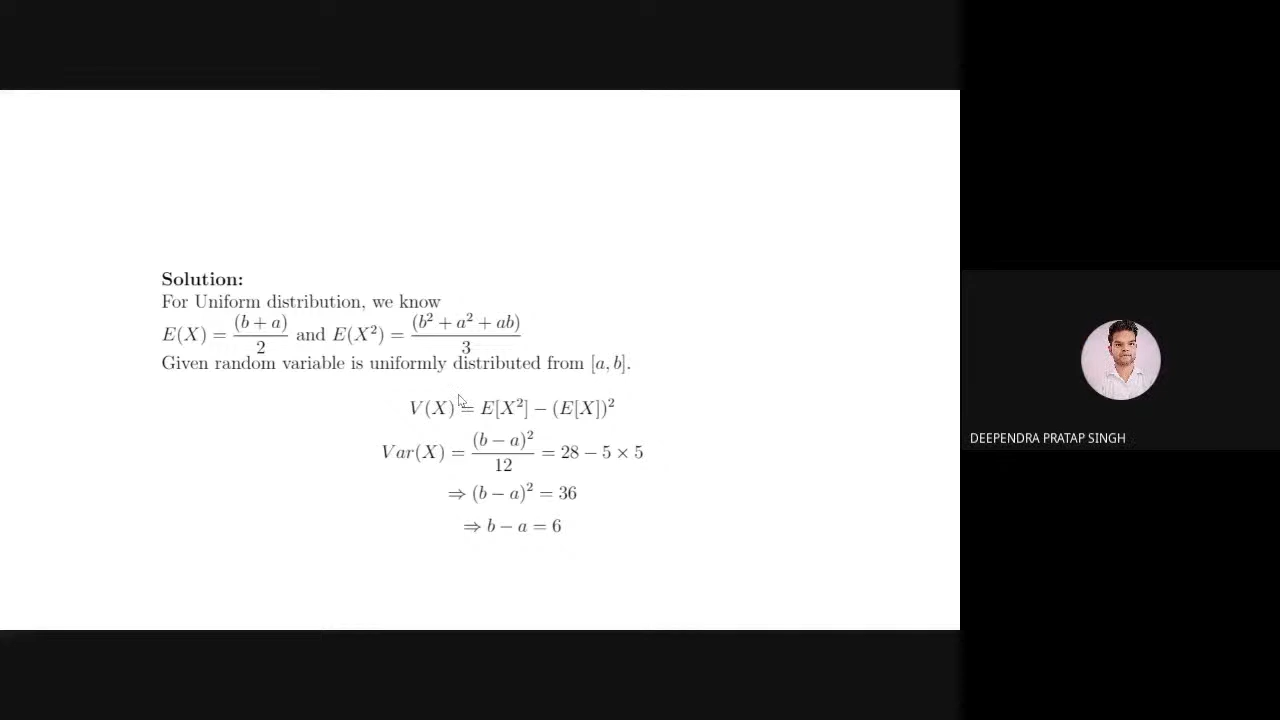 Solution:
For Uniform distribution, we know
E(X) = (b + a)/2 and E(X²) = (b² + a² + ab)/3
Given random variable is uniformly distributed from [a, b].
V(X) = E[X²] − (E[X])²
Var(X) = (b − a)²/12 = 28 − 5 × 5
⇒ (b − a)² = 36
⇒ b − a = 6
DEEPENDRA PRATAP SINGH